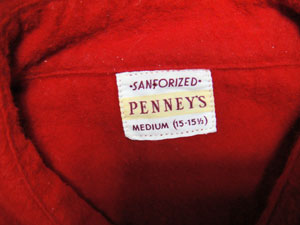 ·SANFORIZED·
PENNEY'S
MEDIUM (15-15½)